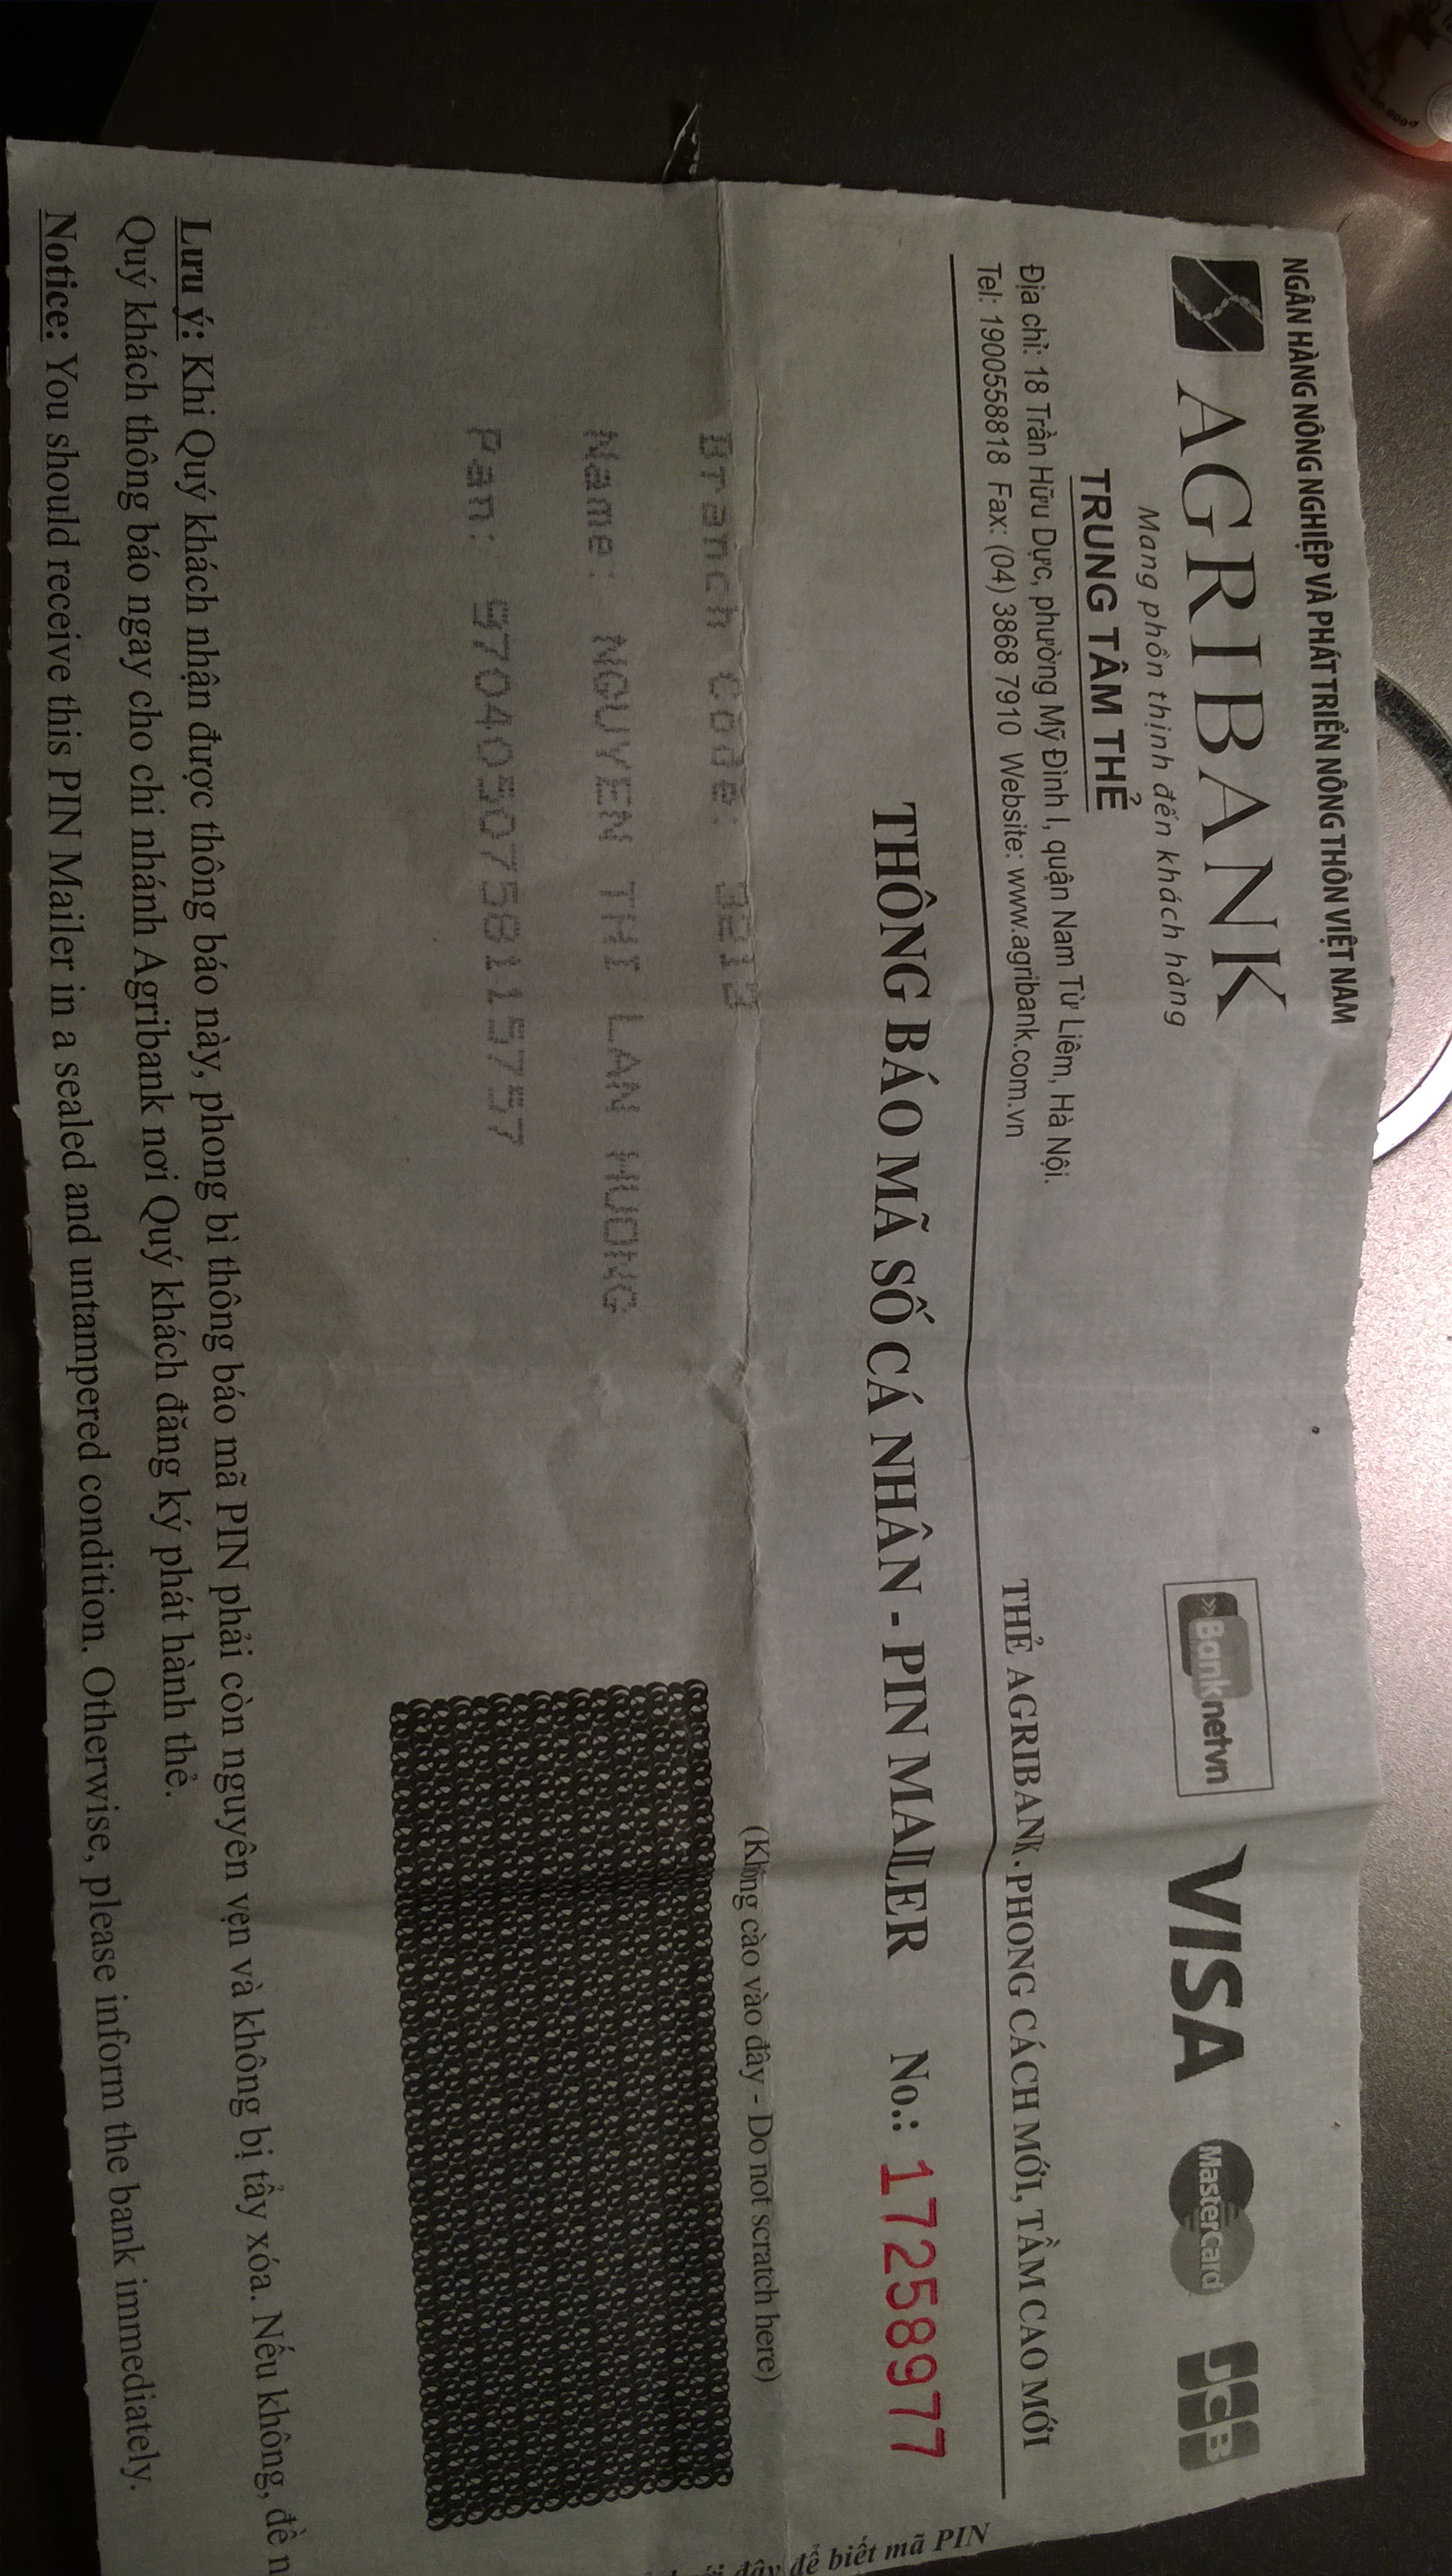 NGÂN HÀNG NÔNG NGHIỆP VÀ PHÁT TRIỂN NÔNG THÔN VIỆT NAM
AGRIBANK
Mang phồn thịnh đến khách hàng
TRUNG TÂM THẺ
Địa chỉ: 18 Trần Hữu Dực, phường Mỹ Đình I, quận Nam Từ Liêm, Hà Nội.
Tel: 1900558818 Fax: (04) 3868 7910 Website: www.agribank.com.vn
Banknetvn VISA MasterCard JCB
THẺ AGRIBANK - PHONG CÁCH MỚI, TẦM CAO MỚI
THÔNG BÁO MÃ SỐ CÁ NHÂN - PIN MAILER No.: 17258977
(Không cào vào đây - Do not scratch here)
Branch Code: 3213
Name: NGUYEN THI LAN HUONG
Pan: 9704050758115757
Lưu ý: Khi Quý khách nhận được thông báo này, phong bì thông báo mã PIN phải còn nguyên vẹn và không bị tẩy xóa. Nếu không, đề n
Quý khách thông báo ngay cho chi nhánh Agribank nơi Quý khách đăng ký phát hành thẻ.
Notice: You should receive this PIN Mailer in a sealed and untampered condition. Otherwise, please inform the bank immediately.
đây để biết mã PIN